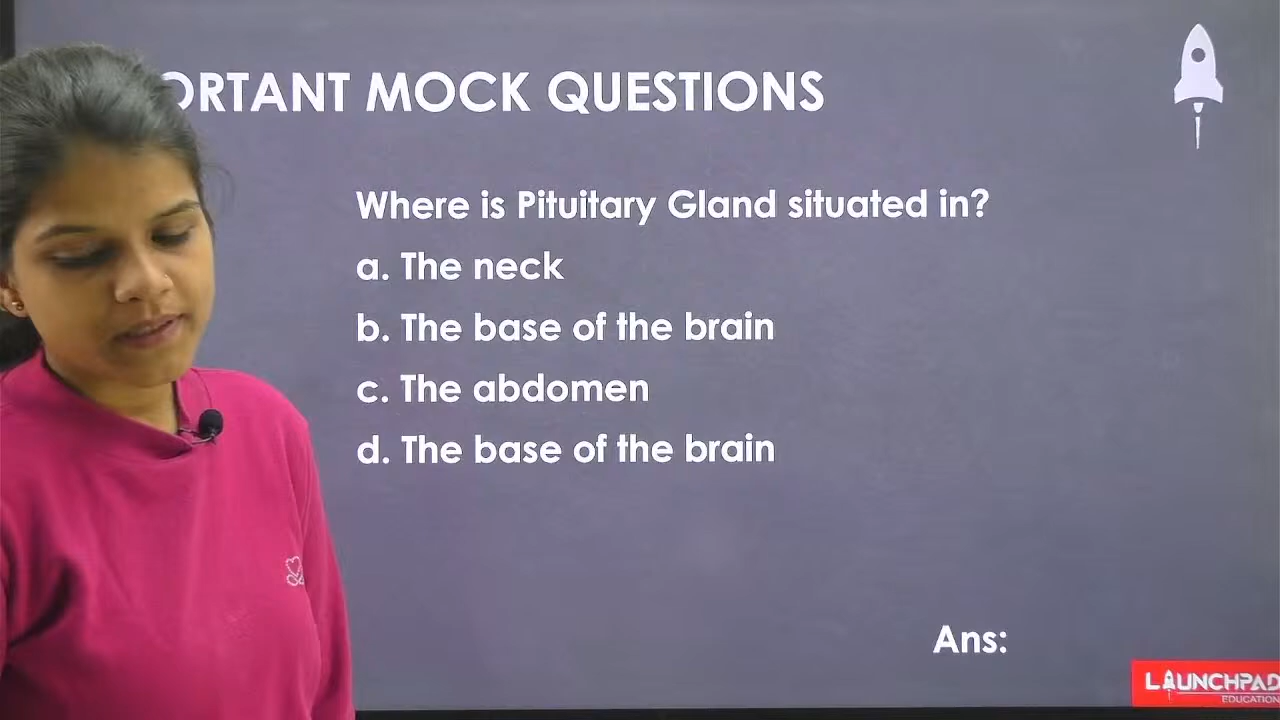 ORTANT MOCK QUESTIONS
Where is Pituitary Gland situated in?
a. The neck
b. The base of the brain
c. The abdomen
d. The base of the brain
Ans:
LAUNCHPAD
EDUCATION